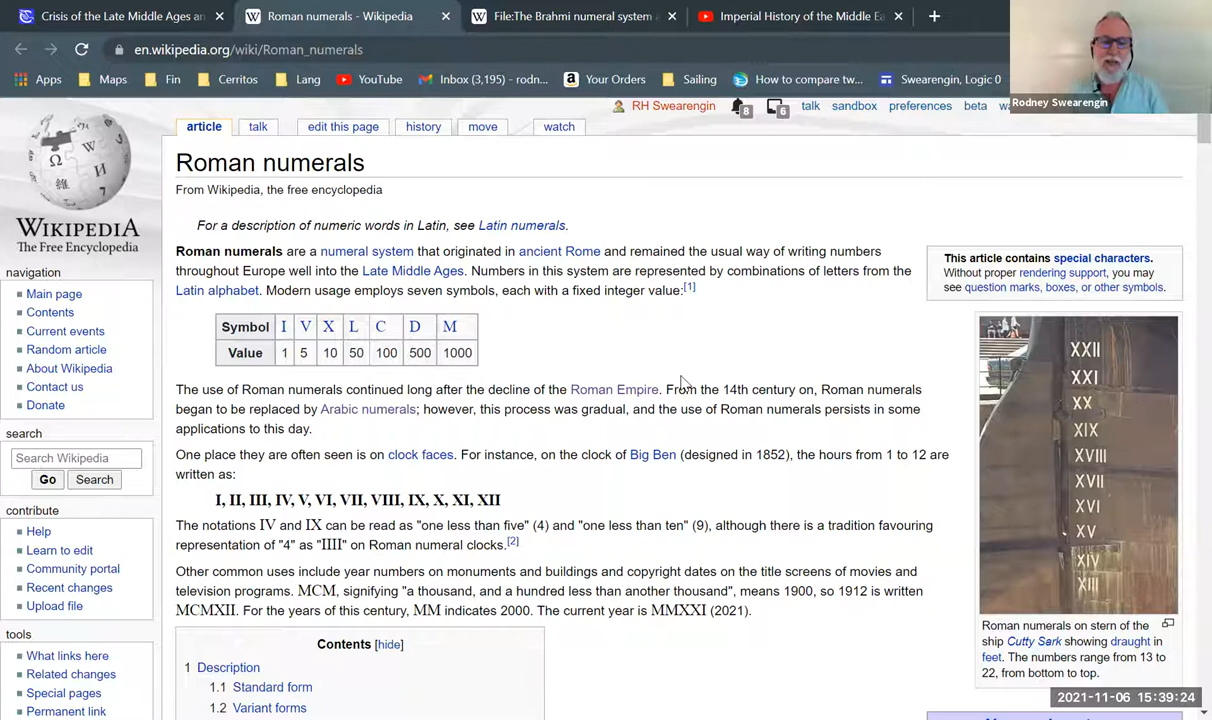 Crisis of the Late Middle Ages an
Roman numerals - Wikipedia
File:The Brahmi numeral system a
Imperial History of the Middle Ea
en.wikipedia.org/wiki/Roman_numerals
Apps
Maps
Fin
Cerritos
Lang
YouTube
Inbox (3,195) - rodn...
Your Orders
Sailing
How to compare tw...
Swearengin, Logic 0
Rodney Swearengin
RH Swearengin
8
6
talk
sandbox
preferences
beta
article
talk
edit this page
history
move
watch
Roman numerals
From Wikipedia, the free encyclopedia
For a description of numeric words in Latin, see Latin numerals.
Roman numerals are a numeral system that originated in ancient Rome and remained the usual way of writing numbers
throughout Europe well into the Late Middle Ages. Numbers in this system are represented by combinations of letters from the
Latin alphabet. Modern usage employs seven symbols, each with a fixed integer value:[1]
Symbol I V X L C D M
Value 1 5 10 50 100 500 1000
The use of Roman numerals continued long after the decline of the Roman Empire. From the 14th century on, Roman numerals
began to be replaced by Arabic numerals; however, this process was gradual, and the use of Roman numerals persists in some
applications to this day.
One place they are often seen is on clock faces. For instance, on the clock of Big Ben (designed in 1852), the hours from 1 to 12 are
written as:
I, II, III, IV, V, VI, VII, VIII, IX, X, XI, XII
The notations IV and IX can be read as "one less than five" (4) and "one less than ten" (9), although there is a tradition favouring
representation of "4" as "IIII" on Roman numeral clocks.[2]
Other common uses include year numbers on monuments and buildings and copyright dates on the title screens of movies and
television programs. MCM, signifying "a thousand, and a hundred less than another thousand", means 1900, so 1912 is written
MCMXII. For the years of this century, MM indicates 2000. The current year is MMXXI (2021).
Contents [hide]
1 Description
1.1 Standard form
1.2 Variant forms
This article contains special characters.
Without proper rendering support, you may
see question marks, boxes, or other symbols.
XXII
XXI
XX
XIX
XVIII
XVII
XVI
XV
XIV
XIII
Roman numerals on stern of the
ship Cutty Sark showing draught in
feet. The numbers range from 13 to
22, from bottom to top.
2021-11-06 15:39:24
WIKIPEDIA
The Free Encyclopedia
navigation
Main page
Contents
Current events
Random article
About Wikipedia
Contact us
Donate
search
Search Wikipedia
Go
Search
contribute
Help
Learn to edit
Community portal
Recent changes
Upload file
tools
What links here
Related changes
Special pages
Permanent link